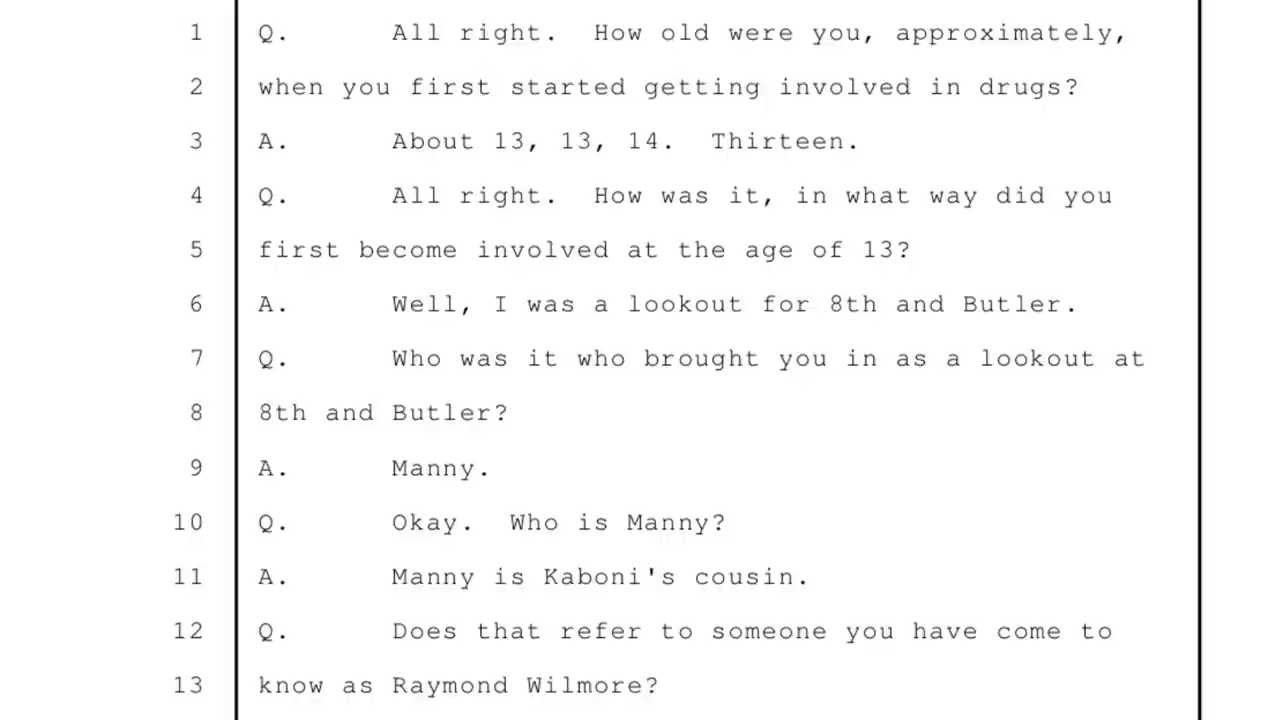 1 Q. All right. How old were you, approximately,
2 when you first started getting involved in drugs?
3 A. About 13, 13, 14. Thirteen.
4 Q. All right. How was it, in what way did you
5 first become involved at the age of 13?
6 A. Well, I was a lookout for 8th and Butler.
7 Q. Who was it who brought you in as a lookout at
8 8th and Butler?
9 A. Manny.
10 Q. Okay. Who is Manny?
11 A. Manny is Kaboni's cousin.
12 Q. Does that refer to someone you have come to
13 know as Raymond Wilmore?